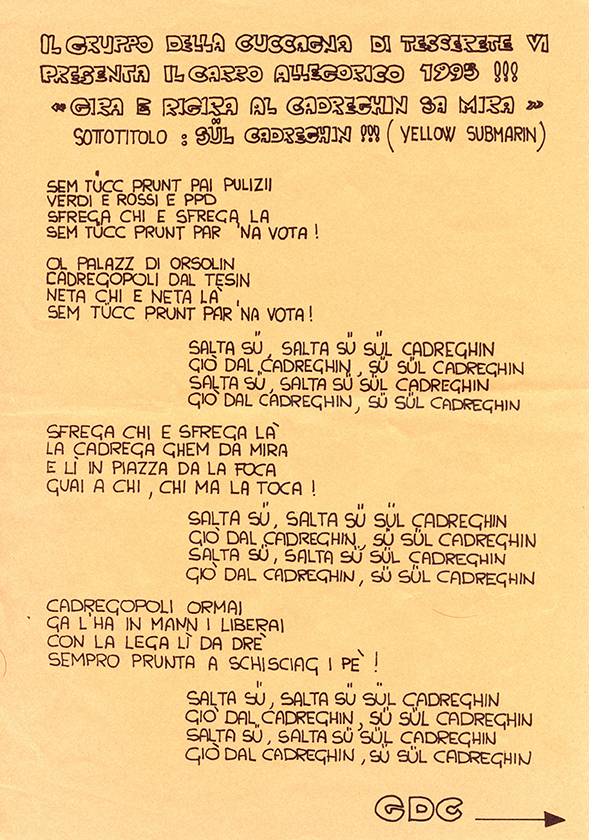 IL GRUPPO DELLA CUCCAGNA DI TESSERETE VI
PRESENTA IL CARRO ALLEGORICO 1995 !!!
« GIRA E RIGIRA AL CADREGHIN SA MIRA »
SOTTOTITOLO : SÜL CADREGHIN !!! ( YELLOW SUBMARIN )
SEM TÜCC PRUNT PAI PULIZII
VERDI E ROSSI E PPD
SFREGA CHI E SFREGA LA
SEM TÜCC PRUNT PAR 'NA VOTA !
OL PALAZZ DI ORSOLIN
CADREGOPOLI DAL TESIN
NETA CHI E NETA LÀ
SEM TÜCC PRUNT PAR 'NA VOTA !
SALTA SÜ, SALTA SÜ SÜL CADREGHIN
GIÒ DAL CADREGHIN, SÜ SÜL CADREGHIN
SALTA SÜ, SALTA SÜ SÜL CADREGHIN
GIÒ DAL CADREGHIN, SÜ SÜL CADREGHIN
SFREGA CHI E SFREGA LÀ
LA CADREGA GHEM DA MIRA
E LÌ IN PIAZZA DA LA FOCA
GUAI A CHI, CHI MA LA TOCA !
SALTA SÜ, SALTA SÜ SÜL CADREGHIN
GIÒ DAL CADREGHIN, SÜ SÜL CADREGHIN
SALTA SÜ, SALTA SÜ SÜL CADREGHIN
GIÒ DAL CADREGHIN, SÜ SÜL CADREGHIN
CADREGOPOLI ORMAI
GA L'HA IN MANN I LIBERAI
CON LA LEGA LÌ DA DRÈ
SEMPRO PRUNTA A SCHISCIAG I PÈ !
SALTA SÜ, SALTA SÜ SÜL CADREGHIN
GIÒ DAL CADREGHIN, SÜ SÜL CADREGHIN
SALTA SÜ, SALTA SÜ SÜL CADREGHIN
GIÒ DAL CADREGHIN, SÜ SÜL CADREGHIN
GDC